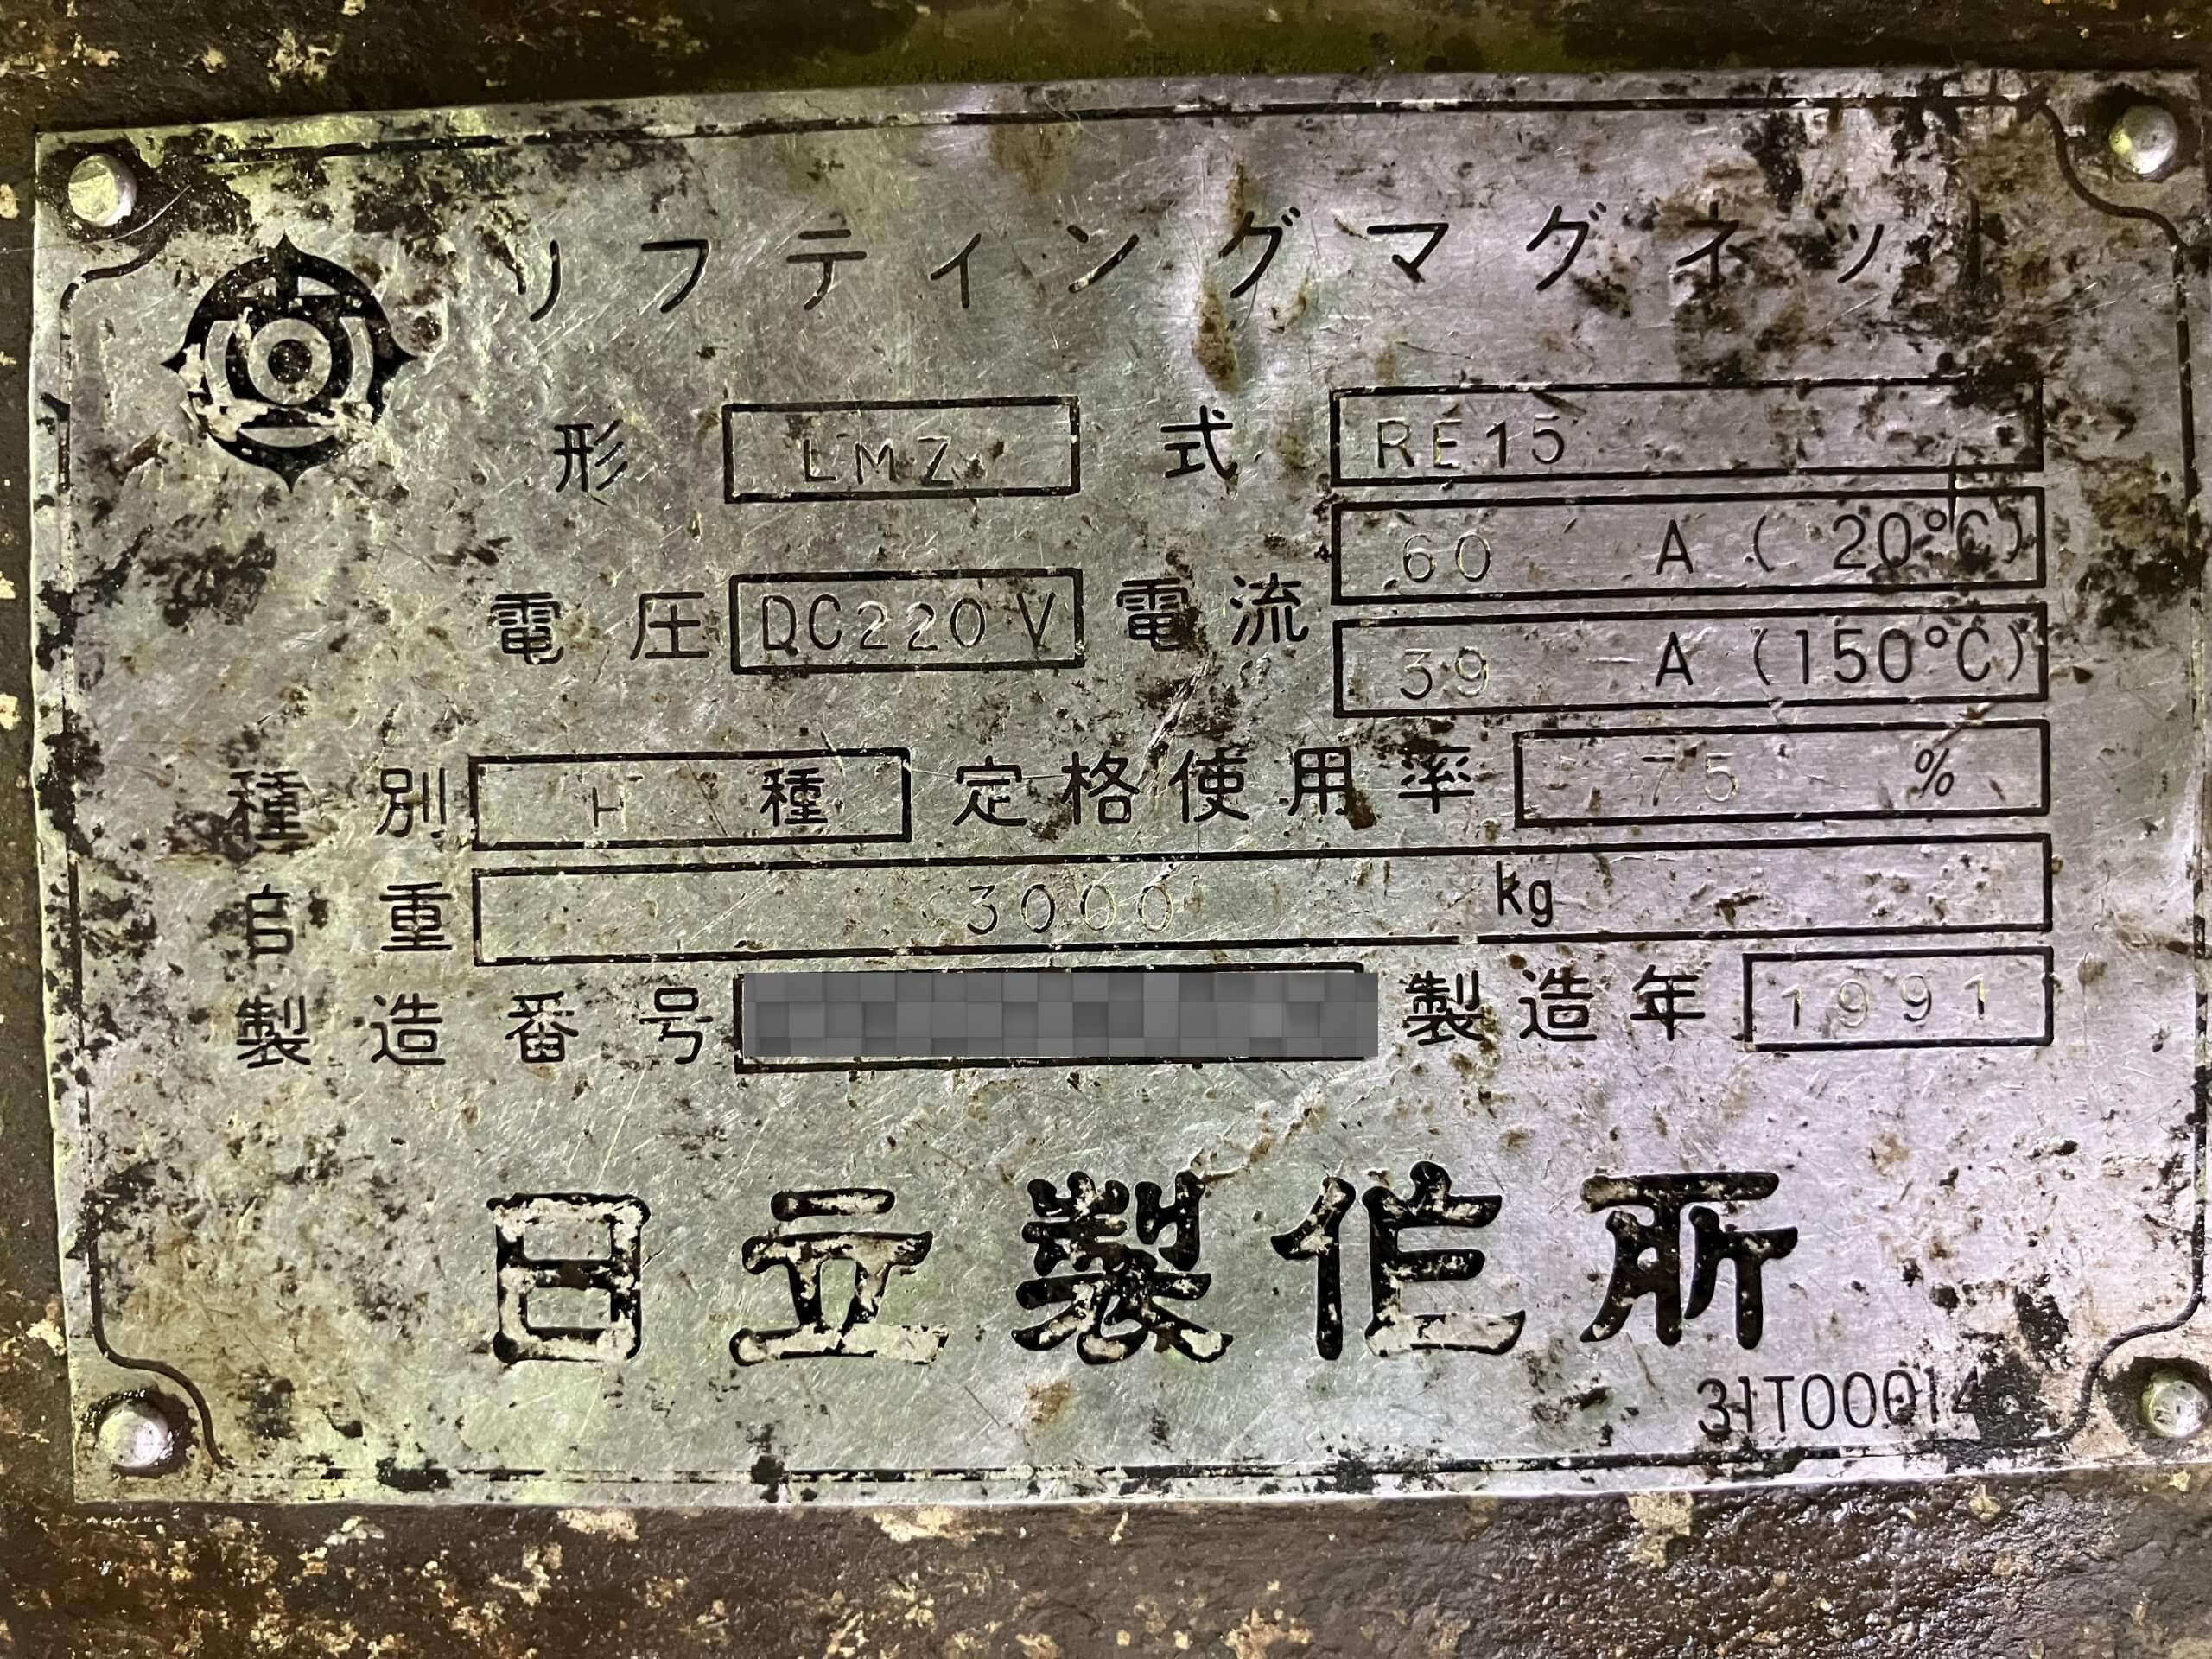 リフティングマグネット
形 LMZ 式 RE15
電圧 DC220V 電流 60 A (20°C)
39 A (150°C)
種別 H 種 定格使用率 75 %
自重 3000 kg
製造番号 製造年 1991
日立製作所
31T00014